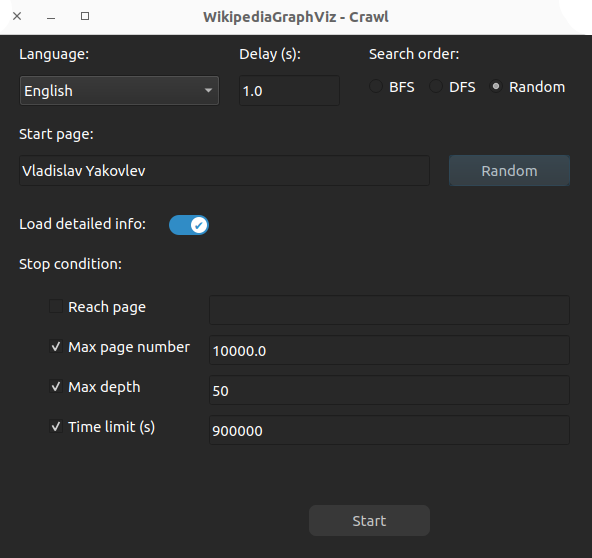 WikipediaGraphViz - Crawl
Language: Delay (s): Search order:
English 1.0 BFS DFS Random
Start page:
Vladislav Yakovlev Random
Load detailed info:
Stop condition:
Reach page
Max page number 10000.0
Max depth 50
Time limit (s) 900000
Start